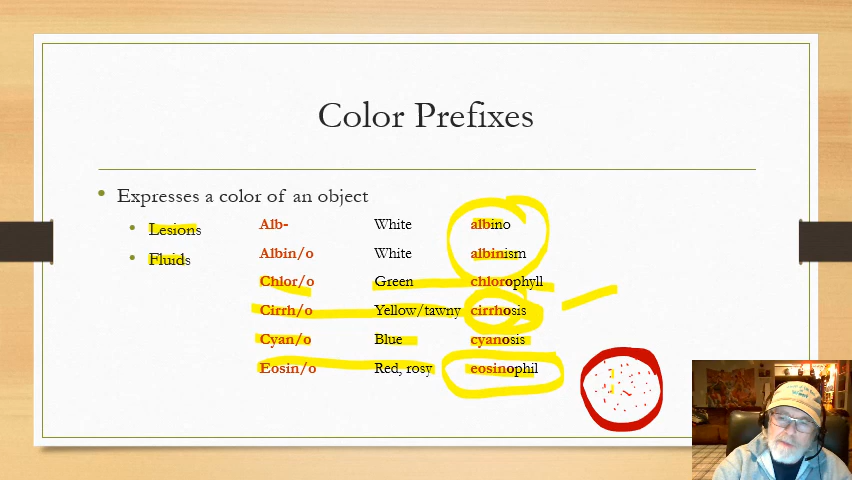 Color Prefixes
• Expresses a color of an object
• Lesions
• Fluids
Alb- White albino
Albin/o White albinism
Chlor/o Green chlorophyll
Cirrh/o Yellow/tawny cirrhosis
Cyan/o Blue cyanosis
Eosin/o Red, rosy eosinophil